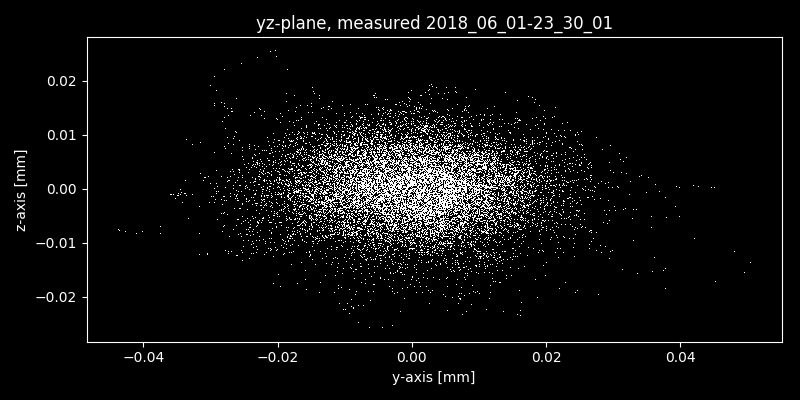 yz-plane, measured 2018_06_01-23_30_01
z-axis [mm]
0.02
0.01
0.00
−0.01
−0.02
−0.04 −0.02 0.00 0.02 0.04
y-axis [mm]